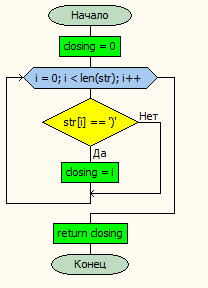 Начало
closing = 0
i = 0; i < len(str); i++
str[i] == ')'
Нет
Да
closing = i
return closing
Конец